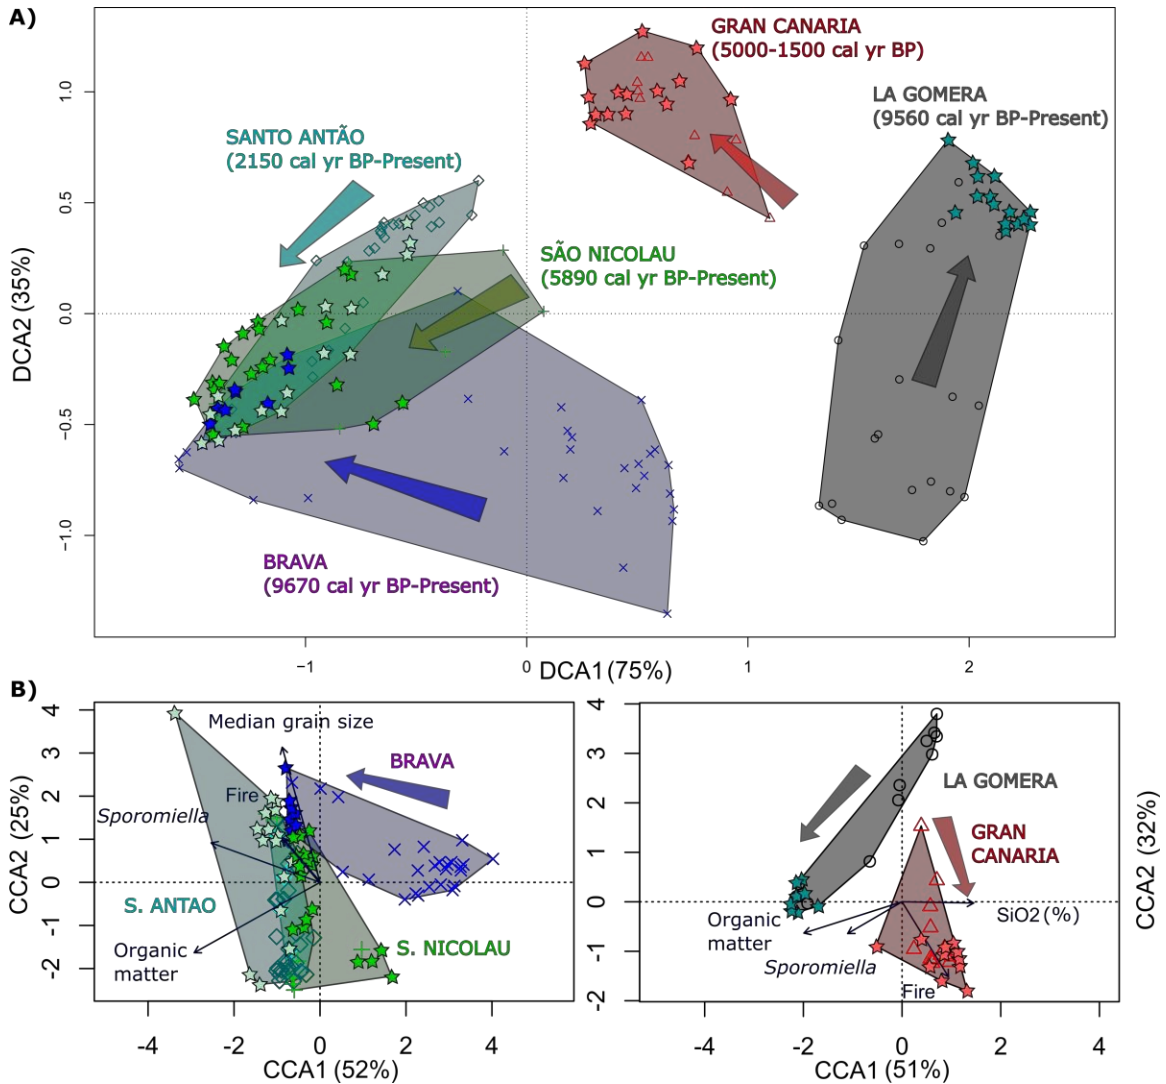 A)
GRAN CANARIA
(5000-1500 cal yr BP)
LA GOMERA
(9560 cal yr BP-Present)
SANTO ANTÃO
(2150 cal yr BP-Present)
SÃO NICOLAU
(5890 cal yr BP-Present)
BRAVA
(9670 cal yr BP-Present)
DCA2 (35%)
1.0
0.5
0.0
−0.5
−1.0
−1
0
1
2
DCA1 (75%)
B)
Median grain size
BRAVA
Fire
Sporomiella
S. ANTAO
Organic
matter
S. NICOLAU
CCA2 (25%)
4
3
2
1
0
-1
-2
-4
-2
0
2
4
CCA1 (52%)
LA GOMERA
GRAN
CANARIA
SiO2 (%)
Organic
matter
Sporomiella
Fire
CCA2 (32%)
4
3
2
1
0
-1
-2
-4
-2
0
2
4
CCA1 (51%)